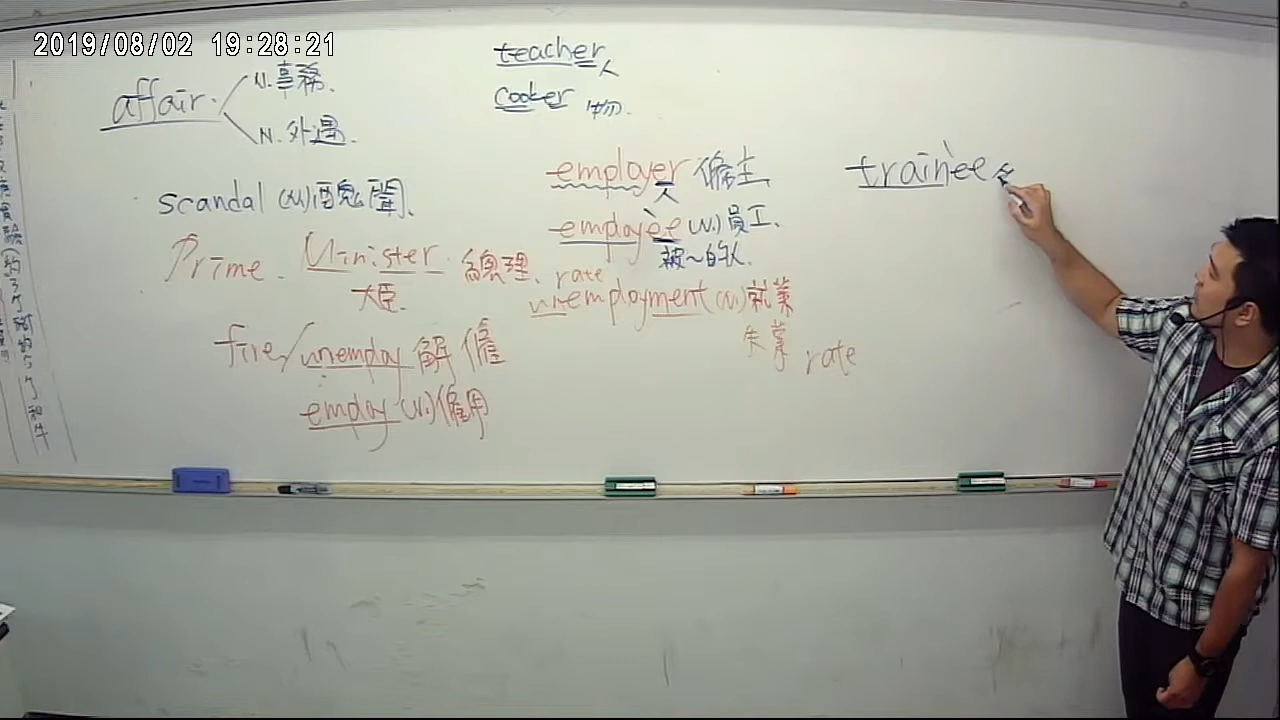 2019/08/02 19:28:21
teacher 人
cooker 物.
affair.
N. 事務.
N. 外遇.
scandal (N.) 醜聞.
Prime. Minister. 總理.
大臣.
fire/unemploy 解僱
employ (V.) 僱用
employer 僱主
人
employee (N.) 員工.
被~的人.
rate
unemployment (N.) 就業
失業 rate
trainee